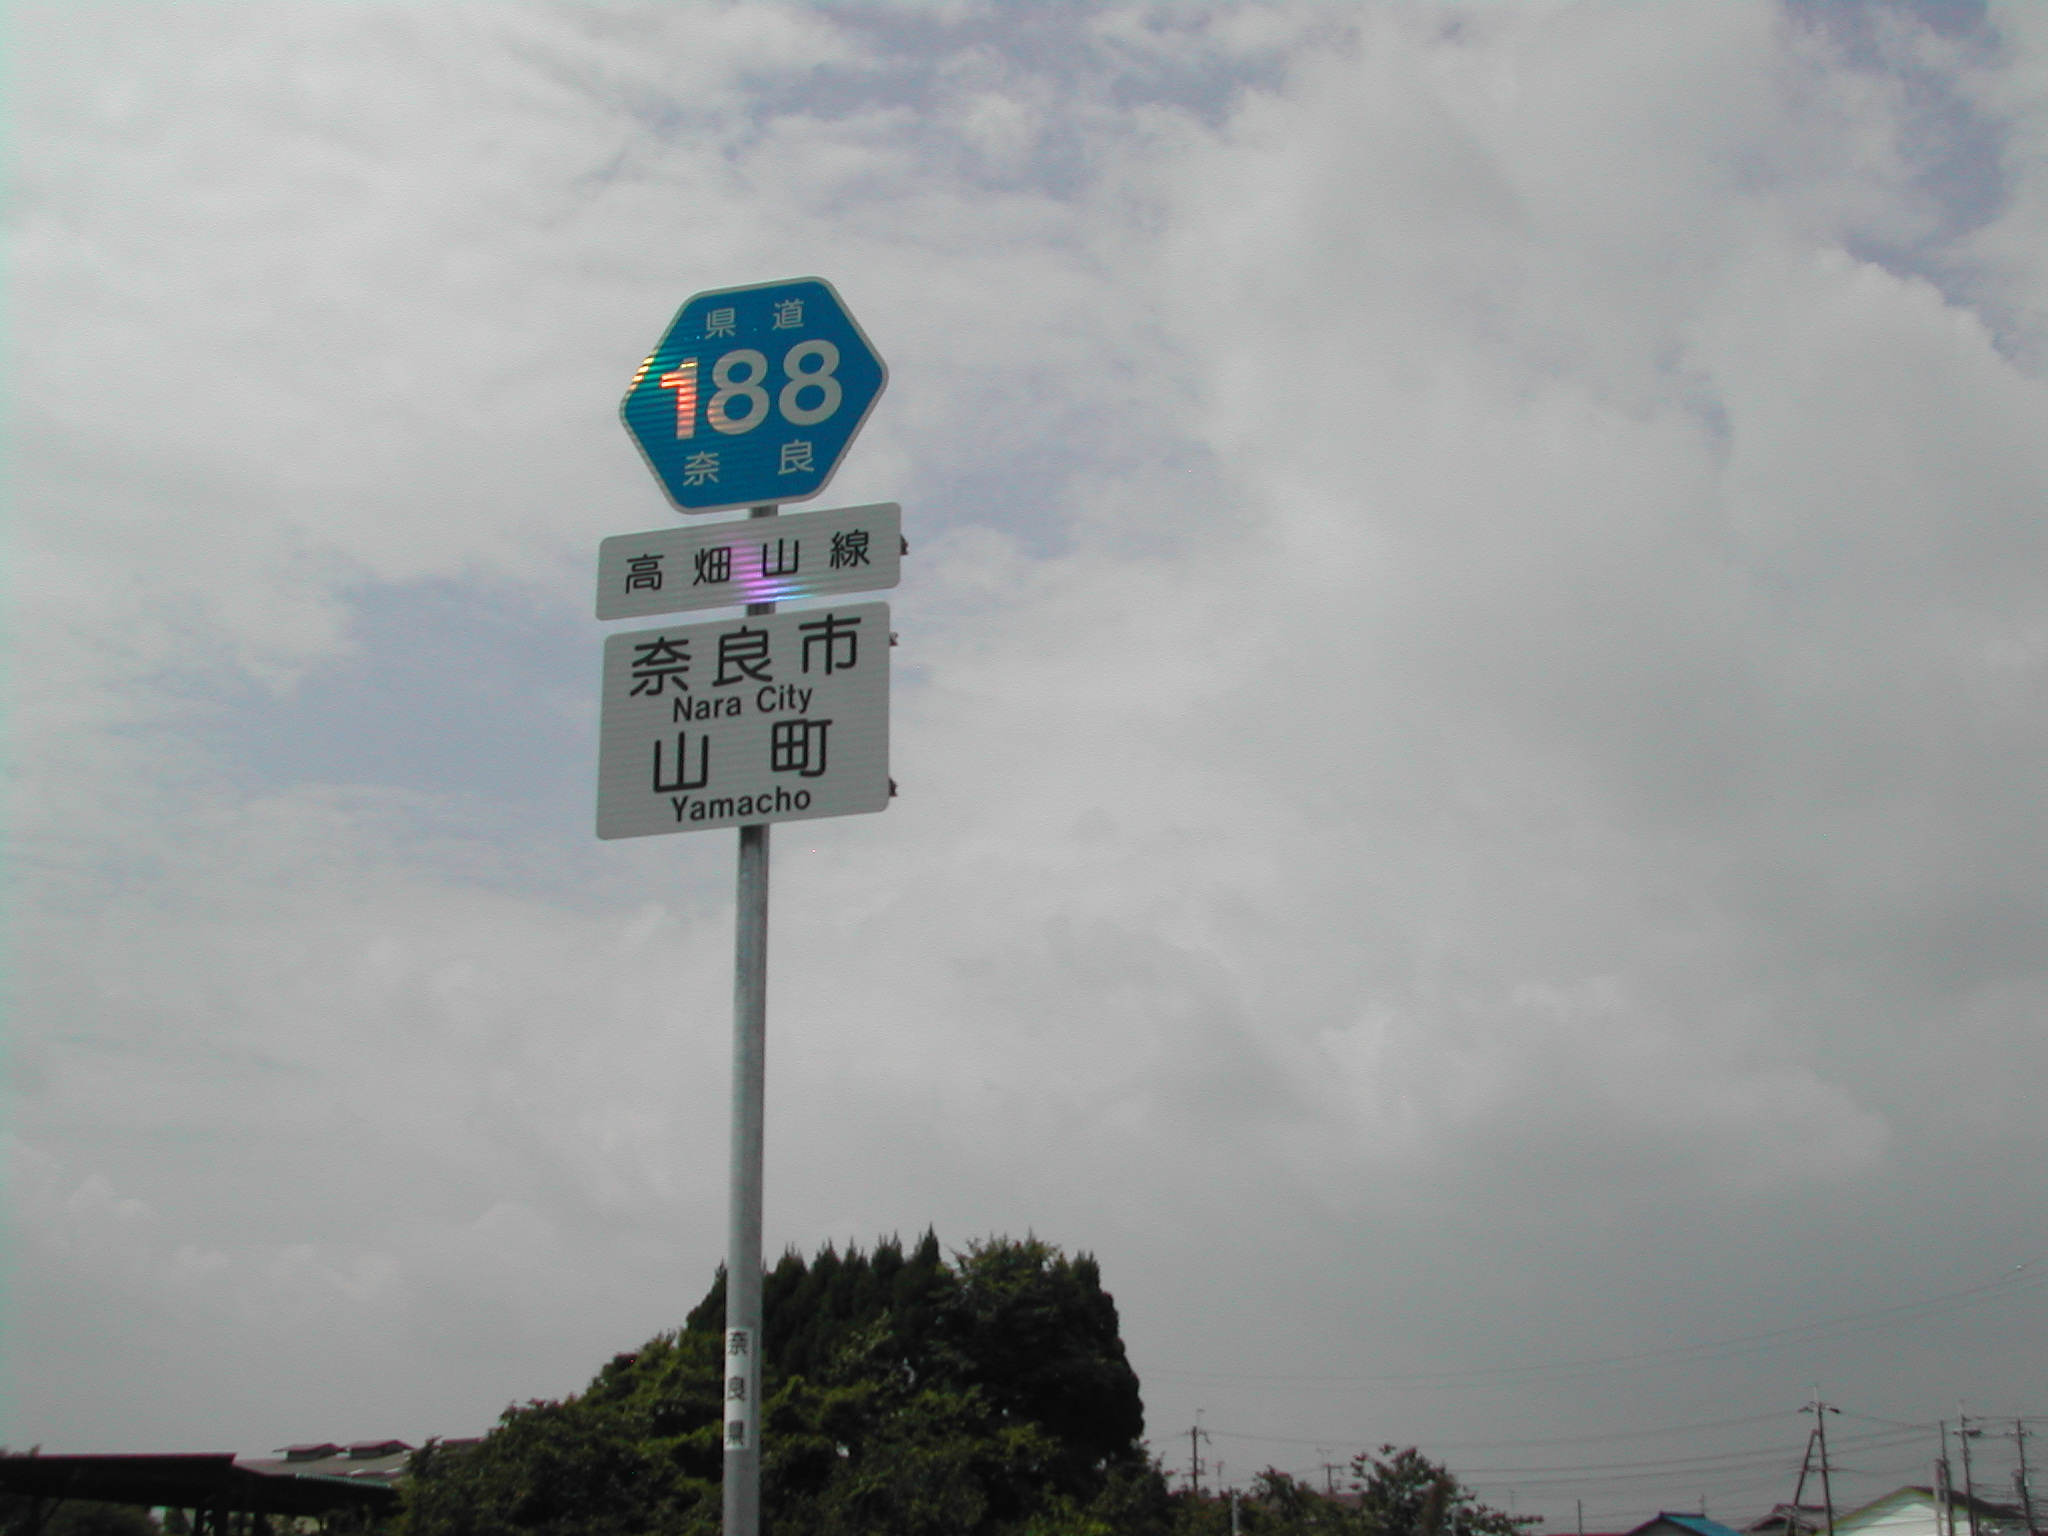 県道
188
奈良
高畑山線
奈良市
Nara City
山町
Yamacho
奈良県